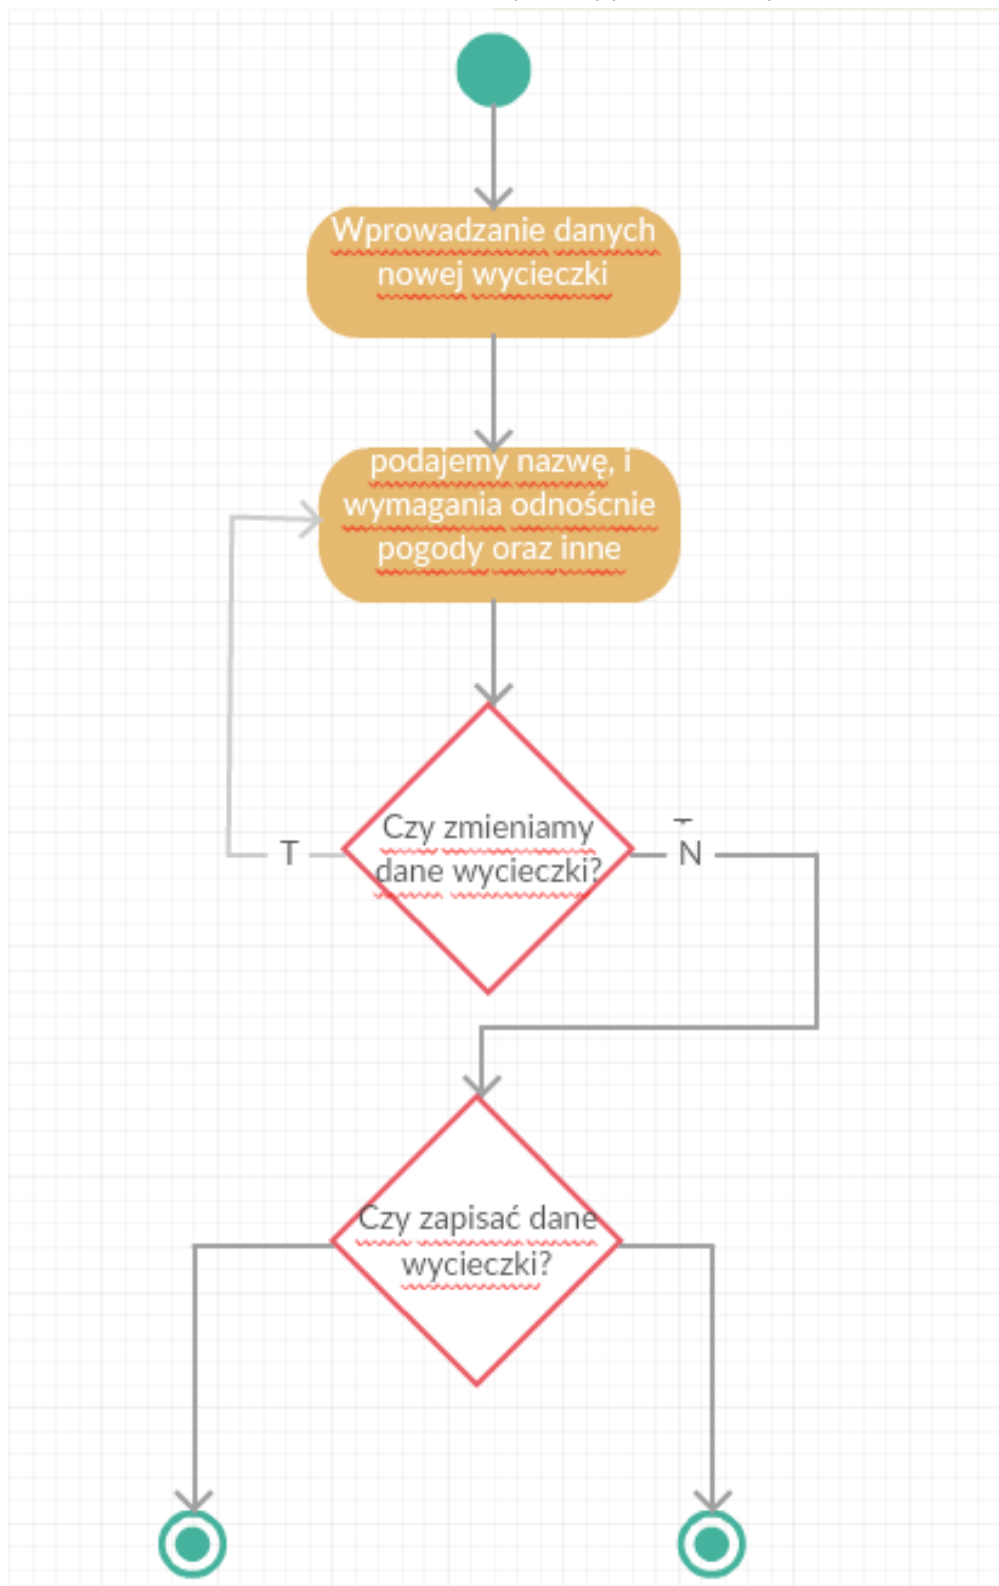 Wprowadzanie danych
nowej wycieczki
podajemy nazwę, i
wymagania odnoścnie
pogody oraz inne
Czy zmieniamy
dane wycieczki?
T
N
Czy zapisać dane
wycieczki?